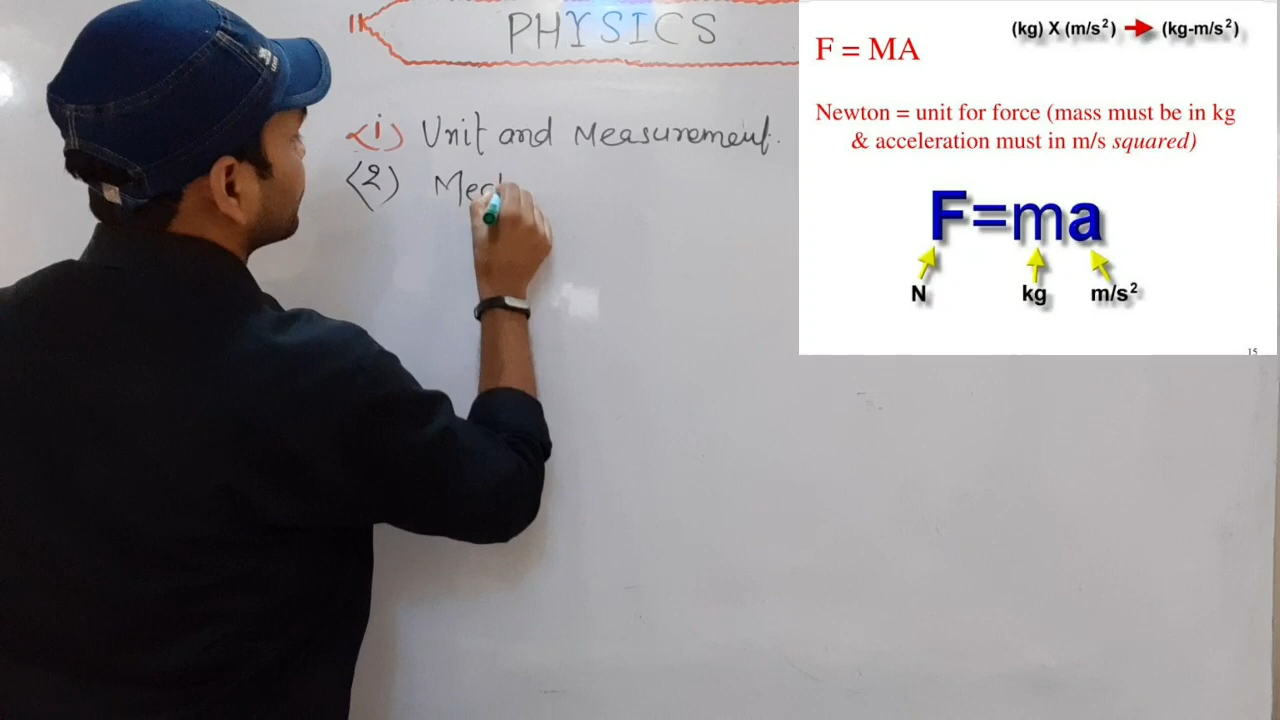 PHYSICS
(1) Unit and Measurement.
(2) Mec
(kg) X (m/s²) → (kg-m/s²)
F = MA
Newton = unit for force (mass must be in kg
& acceleration must in m/s squared)
F=ma
N kg m/s²
15